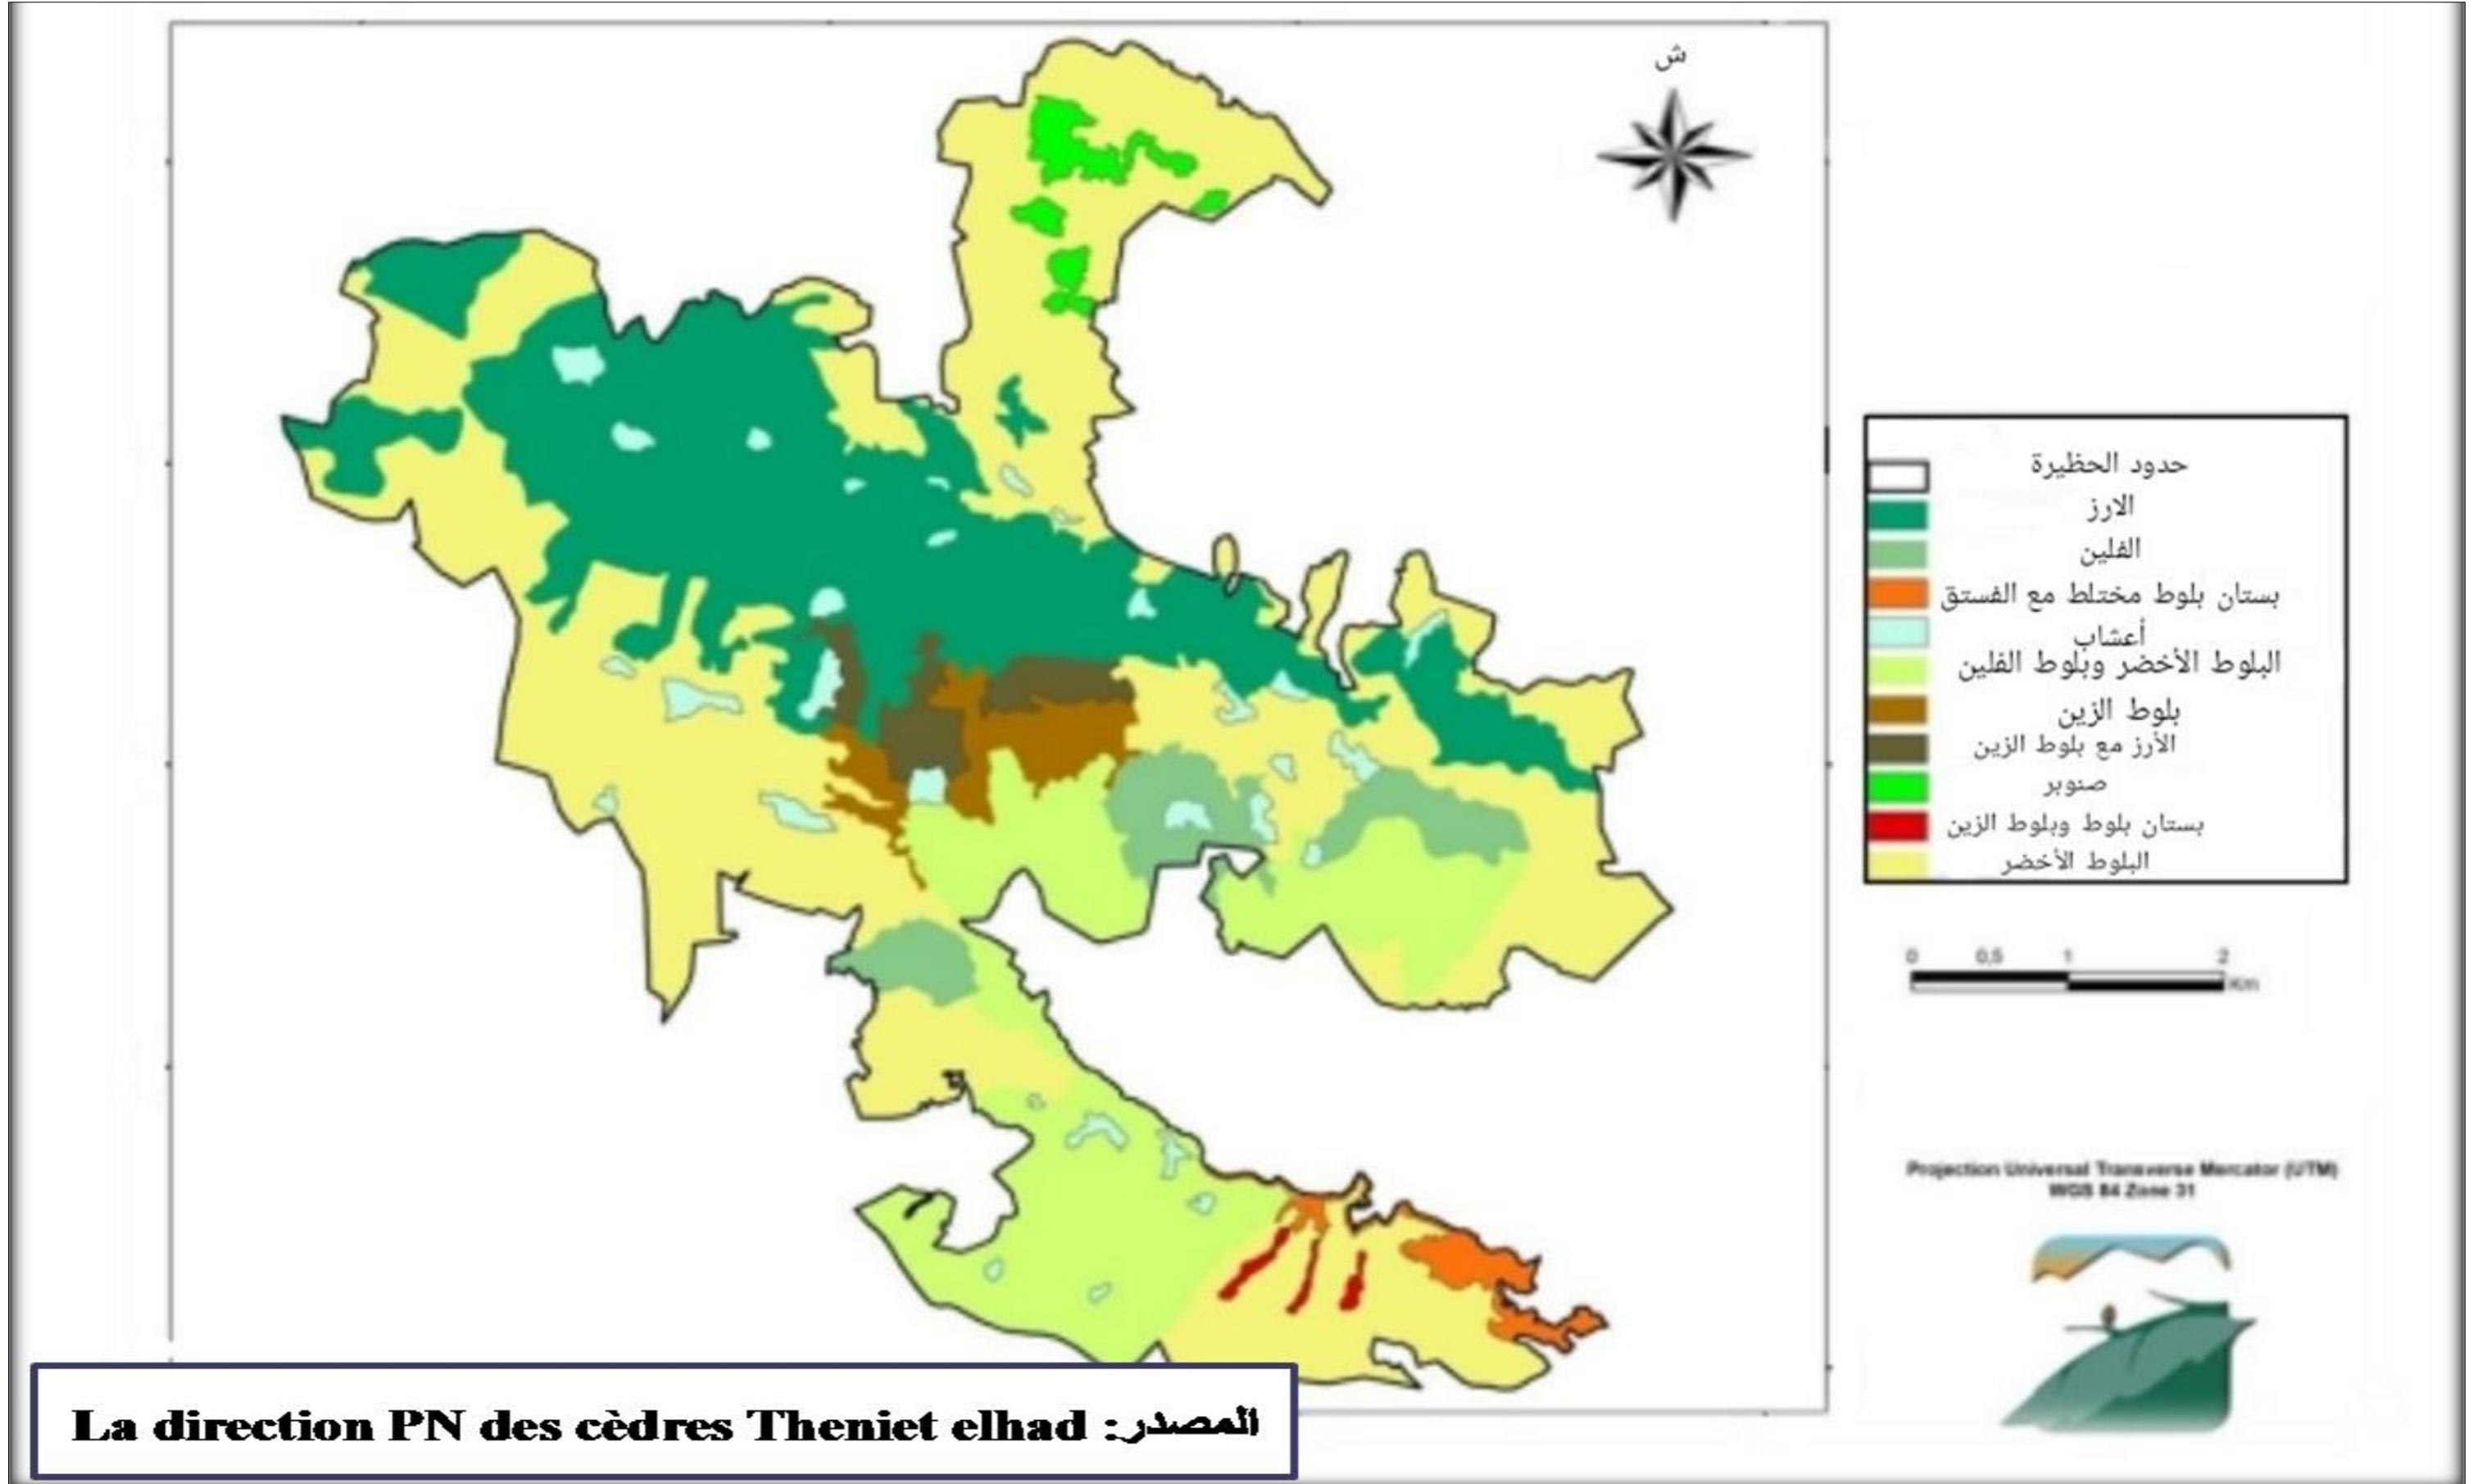 ش
حدود الحظيرة
الارز
الفلين
بستان بلوط مختلط مع الفستق
أعشاب
البلوط الأخضر وبلوط الفلين
بلوط الزين
الأرز مع بلوط الزين
صنوبر
بستان بلوط وبلوط الزين
البلوط الأخضر
0 0,5 1 2
Km
Projection Universal Transverse Mercator (UTM)
WGS 84 Zone 31
المصدر: La direction PN des cèdres Theniet elhad